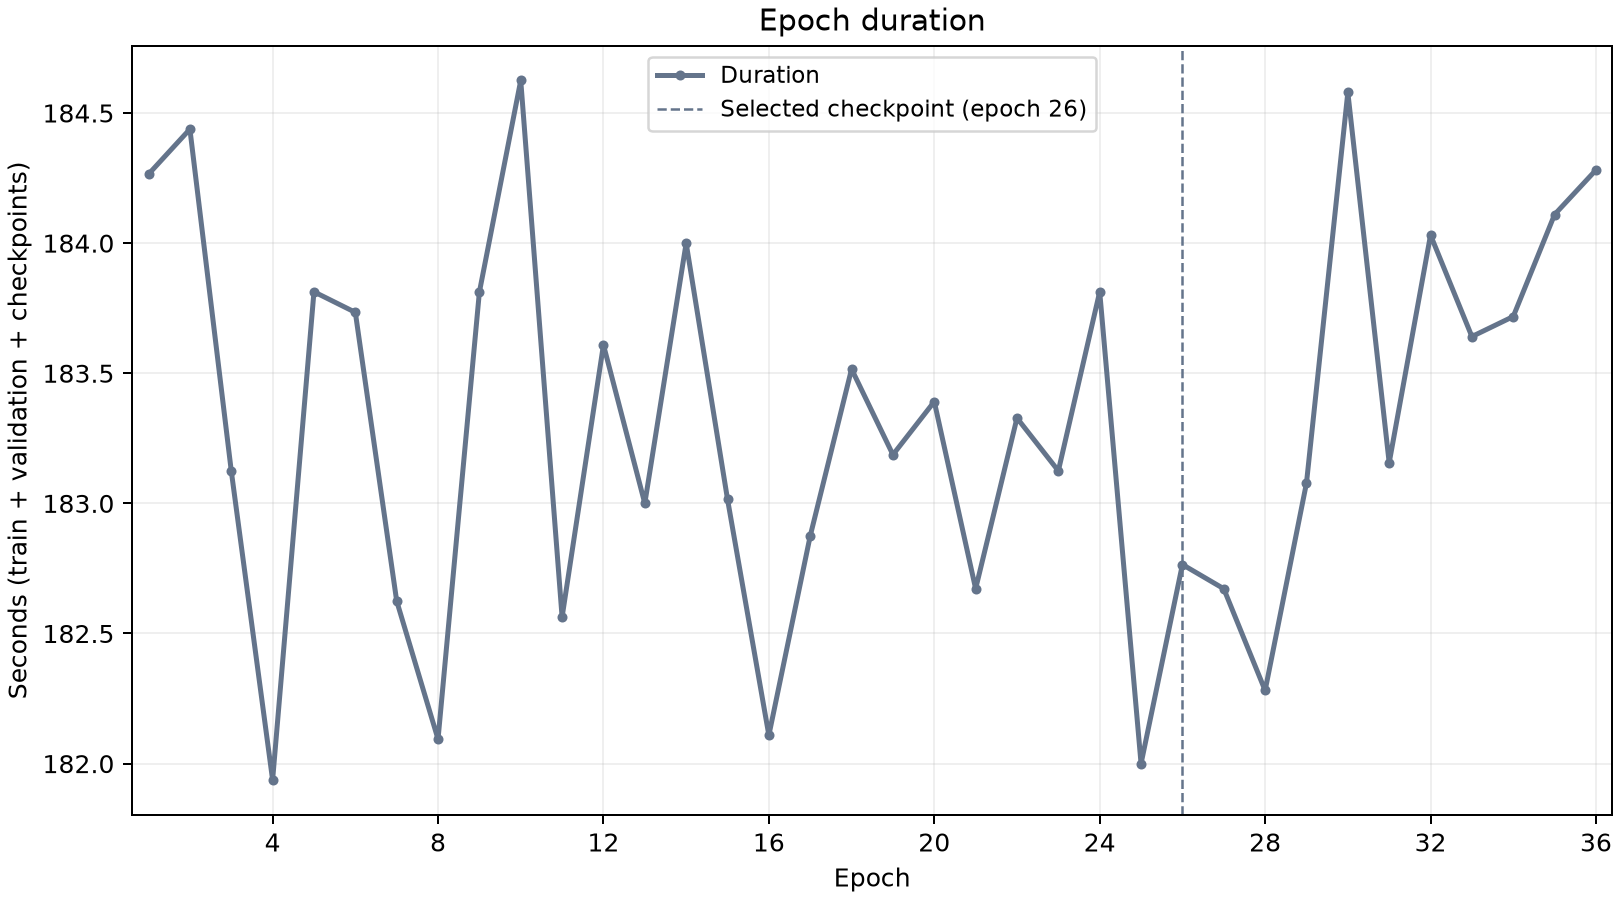 Epoch duration
Duration
Selected checkpoint (epoch 26)
Seconds (train + validation + checkpoints)
184.5
184.0
183.5
183.0
182.5
182.0
4 8 12 16 20 24 28 32 36
Epoch